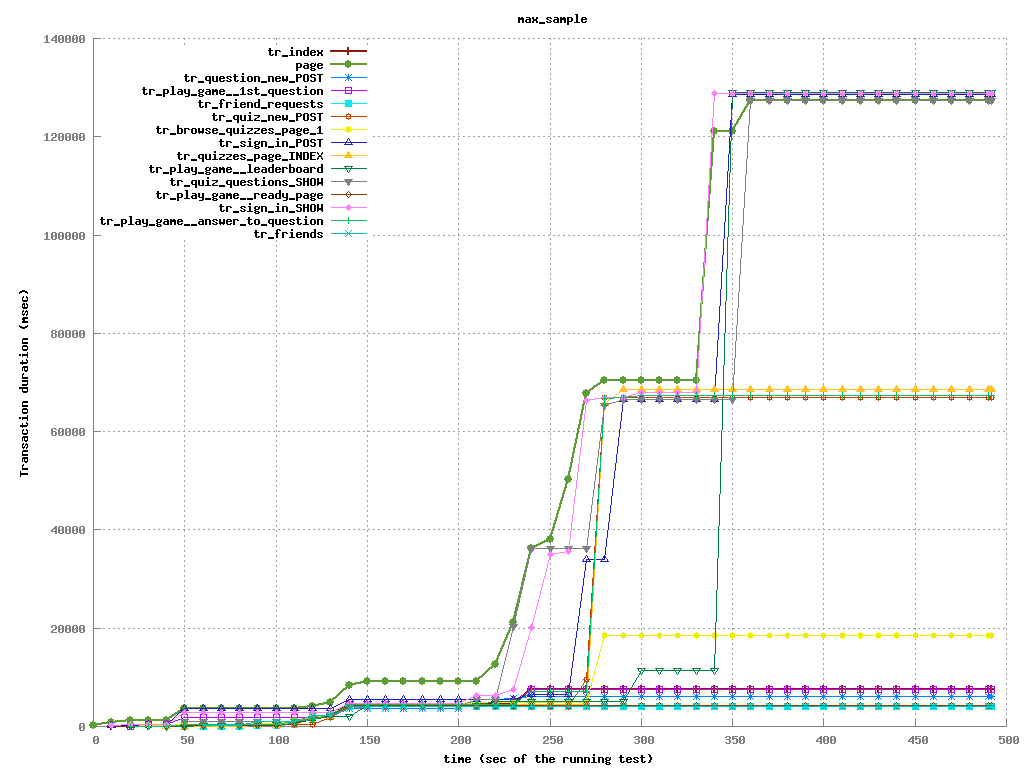 max_sample
140000
120000
100000
80000
60000
40000
20000
0
Transaction duration (msec)
tr_index
page
tr_question_new_POST
tr_play_game__1st_question
tr_friend_requests
tr_quiz_new_POST
tr_browse_quizzes_page_1
tr_sign_in_POST
tr_quizzes_page_INDEX
tr_play_game__leaderboard
tr_quiz_questions_SHOW
tr_play_game__ready_page
tr_sign_in_SHOW
tr_play_game__answer_to_question
tr_friends
0 50 100 150 200 250 300 350 400 450 500
time (sec of the running test)